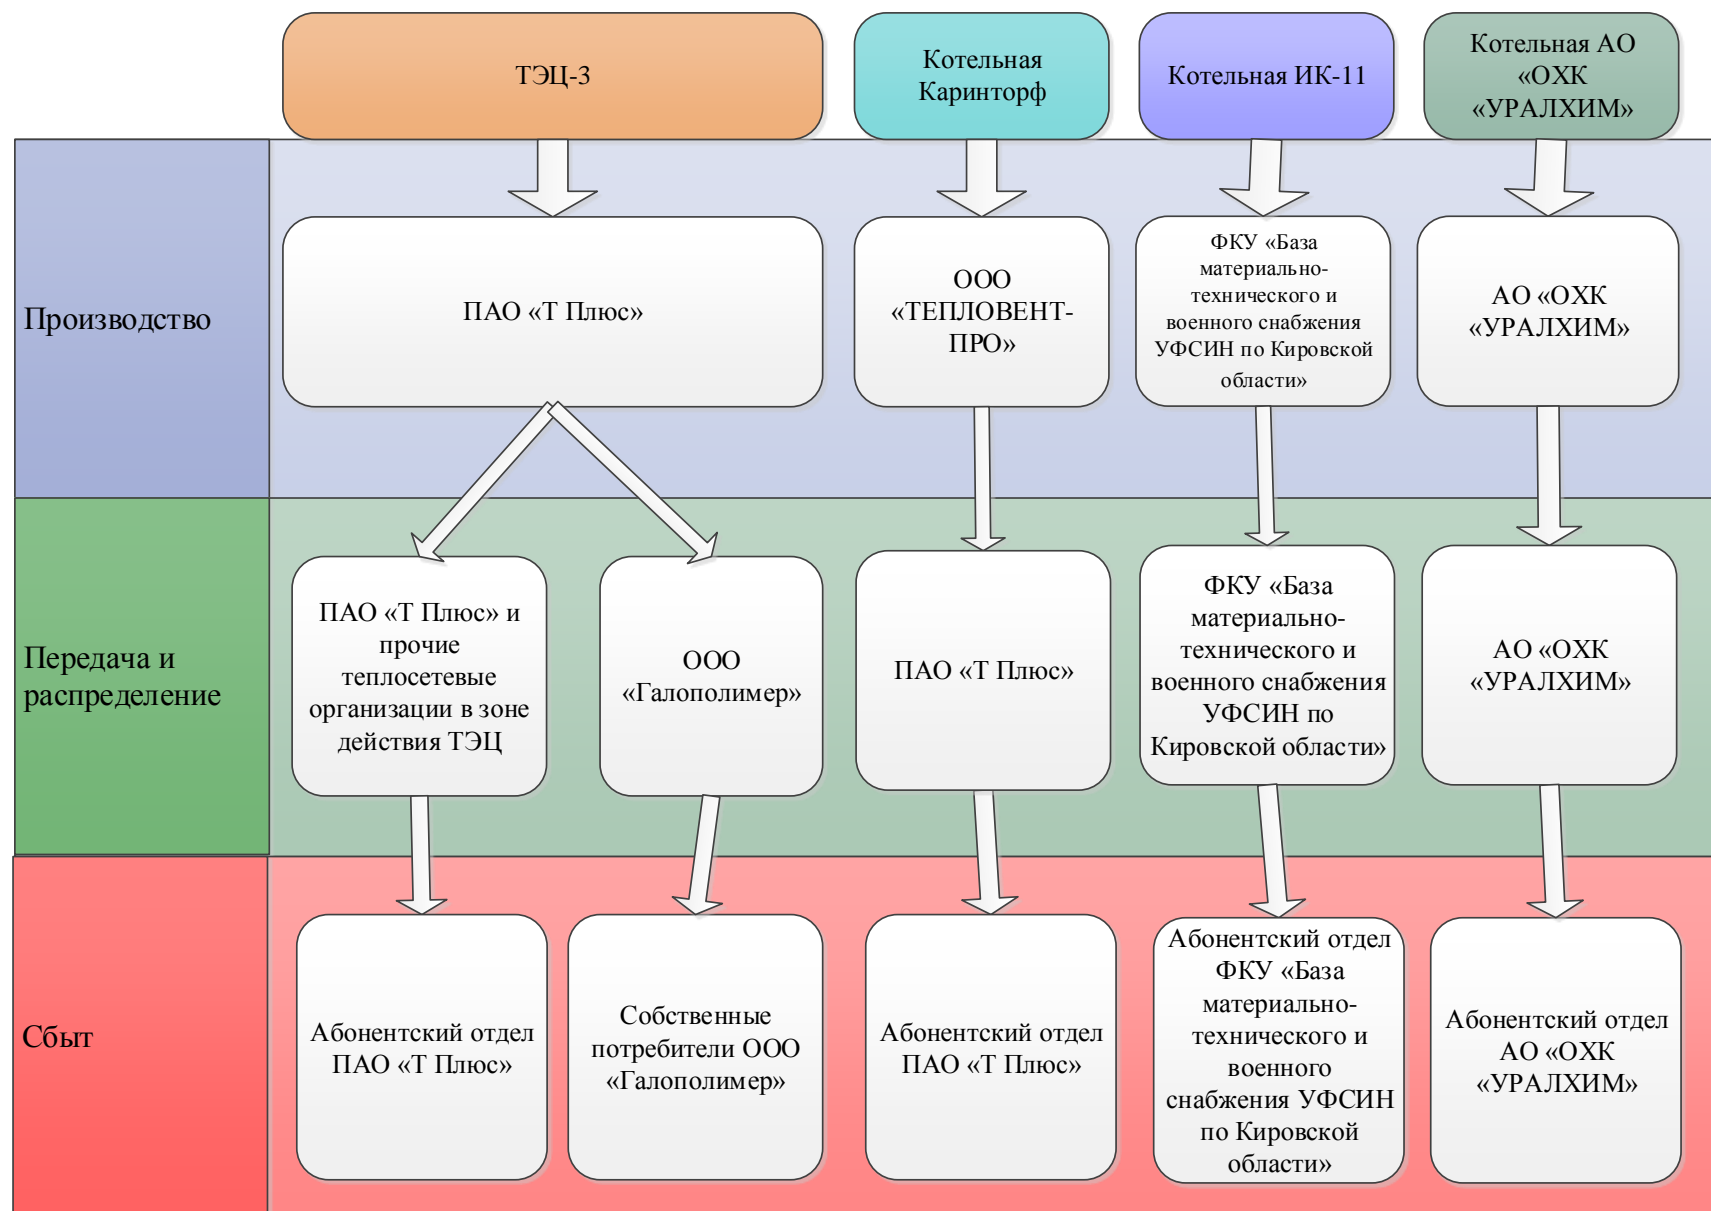 ТЭЦ-3
Котельная
Каринторф
Котельная ИК-11
Котельная АО
«ОХК
«УРАЛХИМ»
Производство
ПАО «Т Плюс»
ООО
«ТЕПЛОВЕНТ-
ПРО»
ФКУ «База
материально-
технического и
военного снабжения
УФСИН по Кировской
области»
АО «ОХК
«УРАЛХИМ»
Передача и
распределение
ПАО «Т Плюс» и
прочие
теплосетевые
организации в зоне
действия ТЭЦ
ООО
«Галополимер»
ПАО «Т Плюс»
ФКУ «База
материально-
технического и
военного снабжения
УФСИН по
Кировской области»
АО «ОХК
«УРАЛХИМ»
Сбыт
Абонентский отдел
ПАО «Т Плюс»
Собственные
потребители ООО
«Галополимер»
Абонентский отдел
ПАО «Т Плюс»
Абонентский отдел
ФКУ «База
материально-
технического и
военного
снабжения УФСИН
по Кировской
области»
Абонентский отдел
АО «ОХК
«УРАЛХИМ»